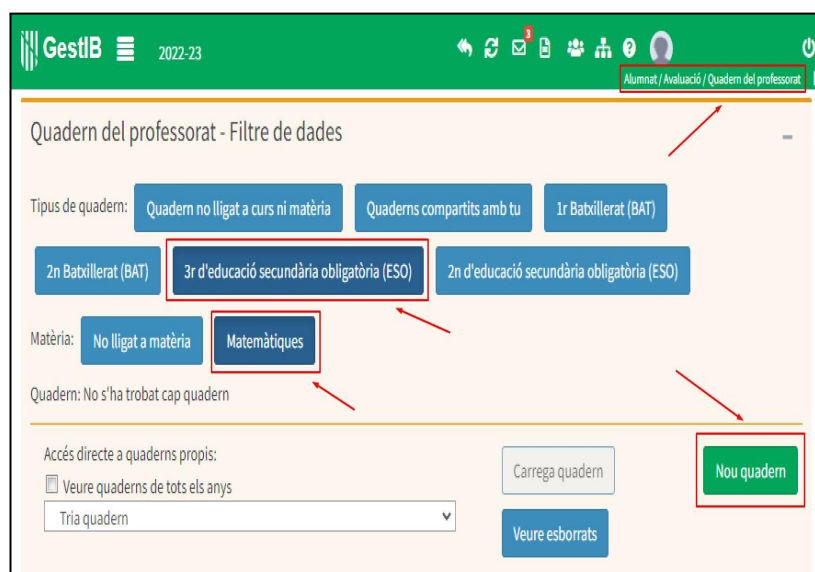 GestIB 2022-23 3
Alumnat / Avaluació / Quadern del professorat
Quadern del professorat - Filtre de dades
Tipus de quadern: Quadern no lligat a curs ni matèria Quaderns compartits amb tu 1r Batxillerat (BAT)
2n Batxillerat (BAT) 3r d'educació secundària obligatòria (ESO) 2n d'educació secundària obligatòria (ESO)
Matèria: No lligat a matèria Matemàtiques
Quadern: No s'ha trobat cap quadern
Accés directe a quaderns propis:
Veure quaderns de tots els anys
Tria quadern
Carrega quadern
Nou quadern
Veure esborrats